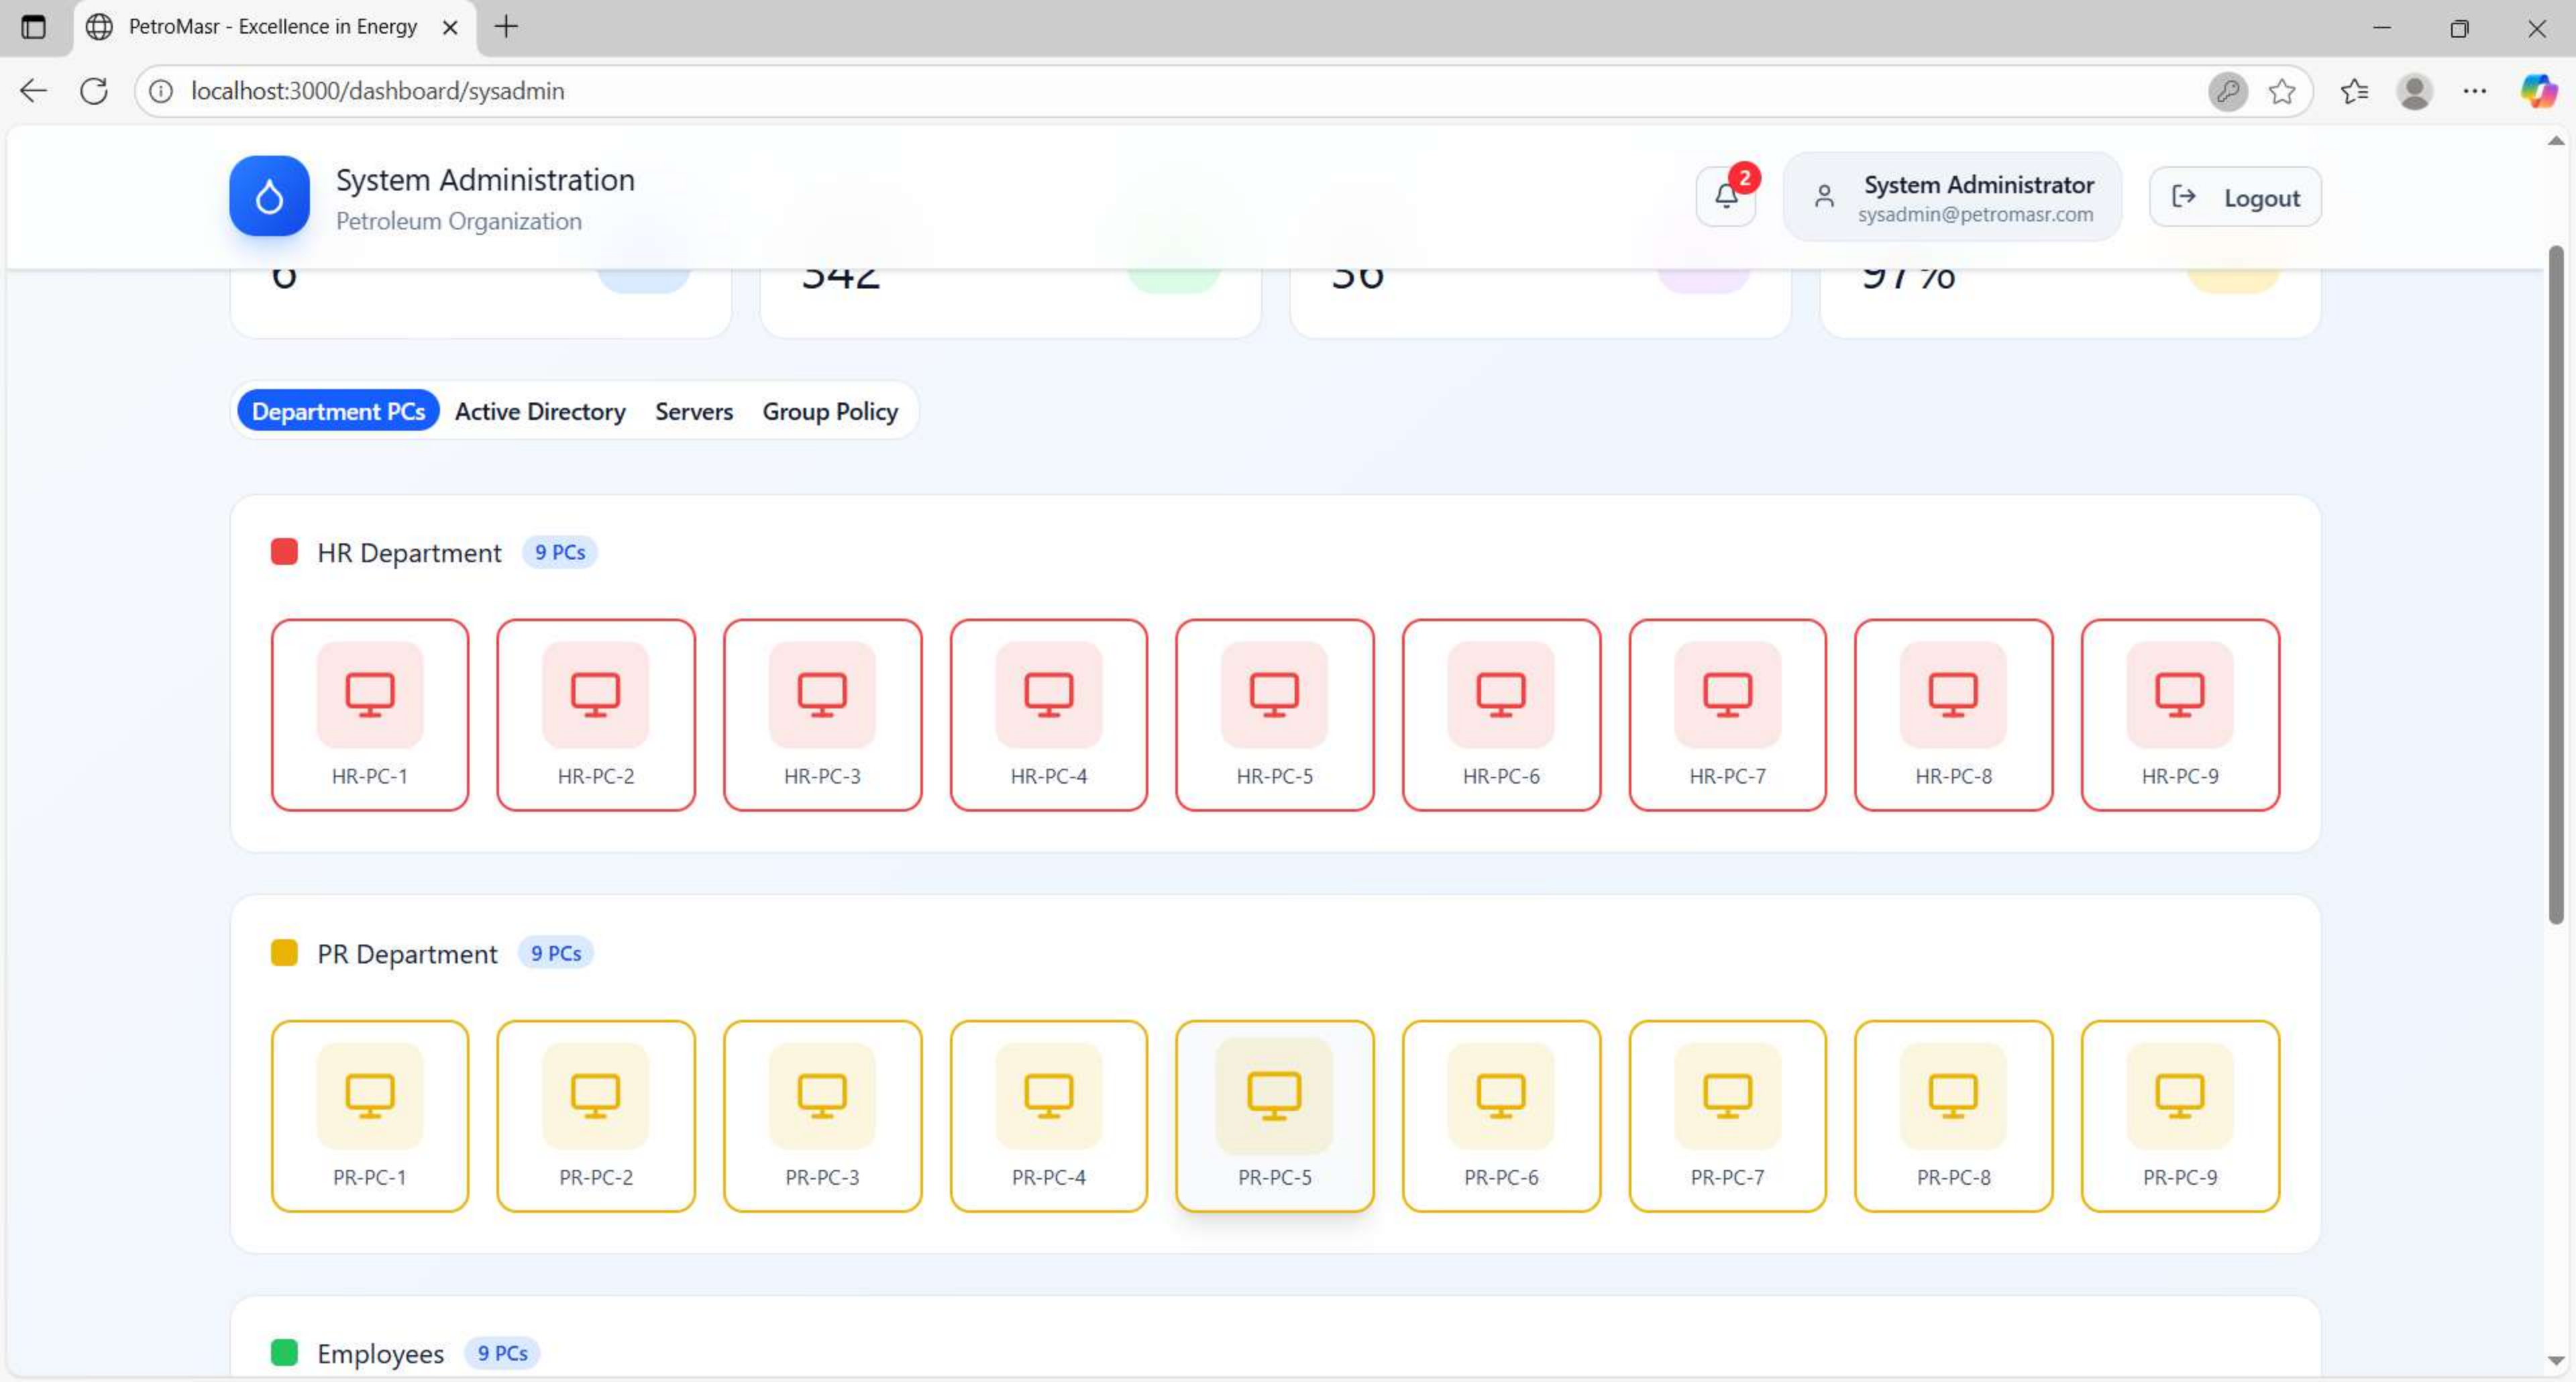 PetroMasr - Excellence in Energy
localhost:3000/dashboard/sysadmin
System Administration
Petroleum Organization
2
System Administrator
sysadmin@petromasr.com
Logout
342
36
97%
Department PCs
Active Directory
Servers
Group Policy
HR Department
9 PCs
HR-PC-1
HR-PC-2
HR-PC-3
HR-PC-4
HR-PC-5
HR-PC-6
HR-PC-7
HR-PC-8
HR-PC-9
PR Department
9 PCs
PR-PC-1
PR-PC-2
PR-PC-3
PR-PC-4
PR-PC-5
PR-PC-6
PR-PC-7
PR-PC-8
PR-PC-9
Employees
9 PCs